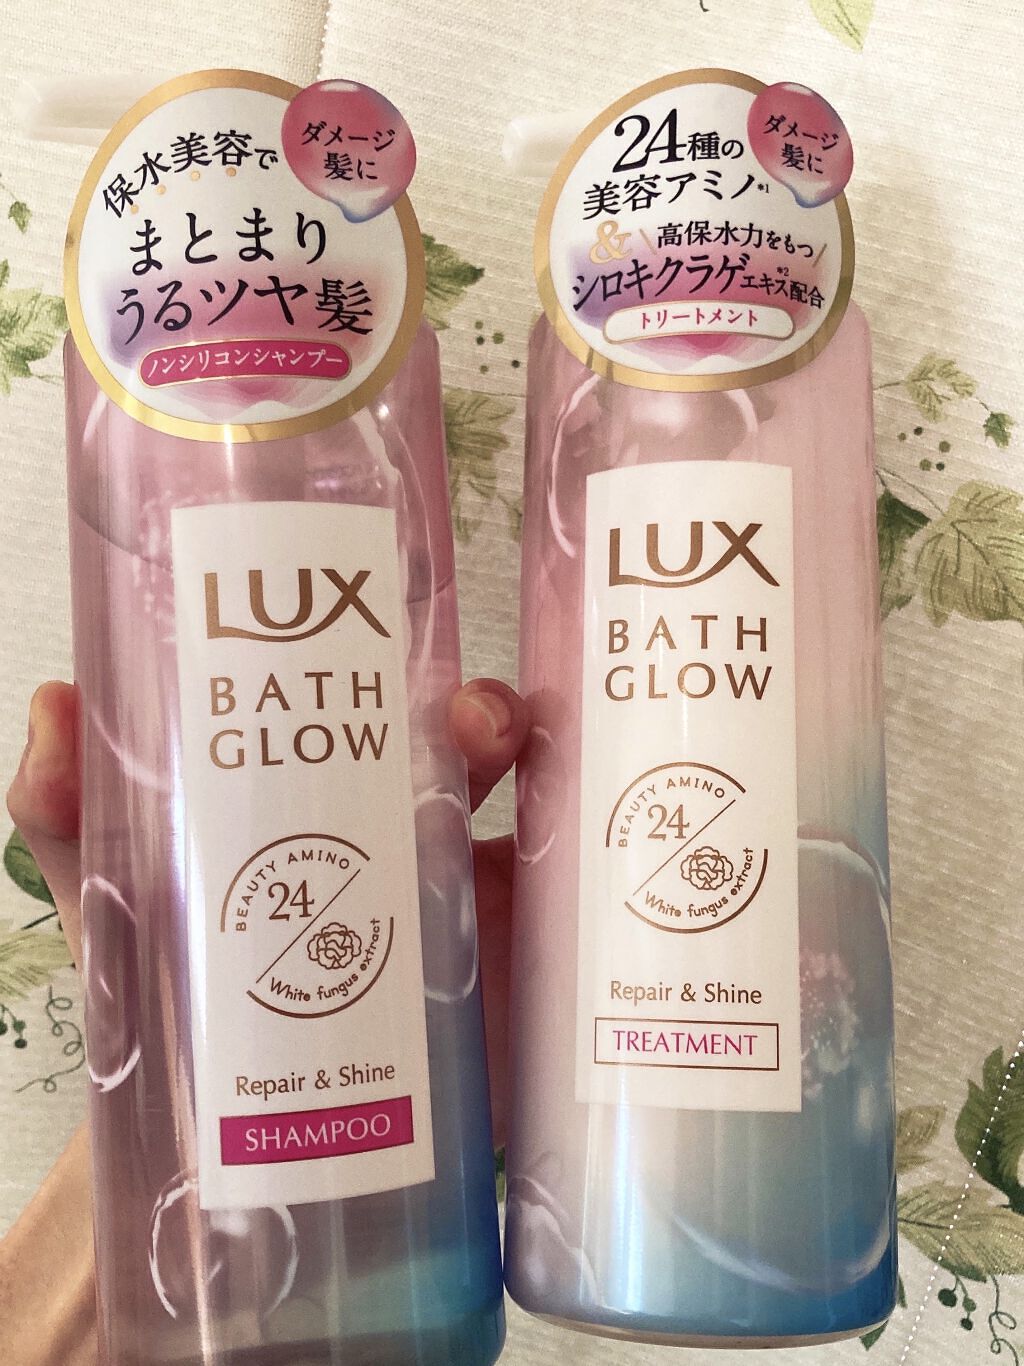 保水美容で
まとまり
うるツヤ髪
ノンシリコンシャンプー
ダメージ
髪に
LUX
BATH
GLOW
BEAUTY AMINO
24
White fungus extract
Repair & Shine
SHAMPOO
24種の
美容アミノ*1
& \高保水力をもつ/
シロキクラゲエキス*2配合
トリートメント
ダメージ
髪に
LUX
BATH
GLOW
BEAUTY AMINO
24
White fungus extract
Repair & Shine
TREATMENT